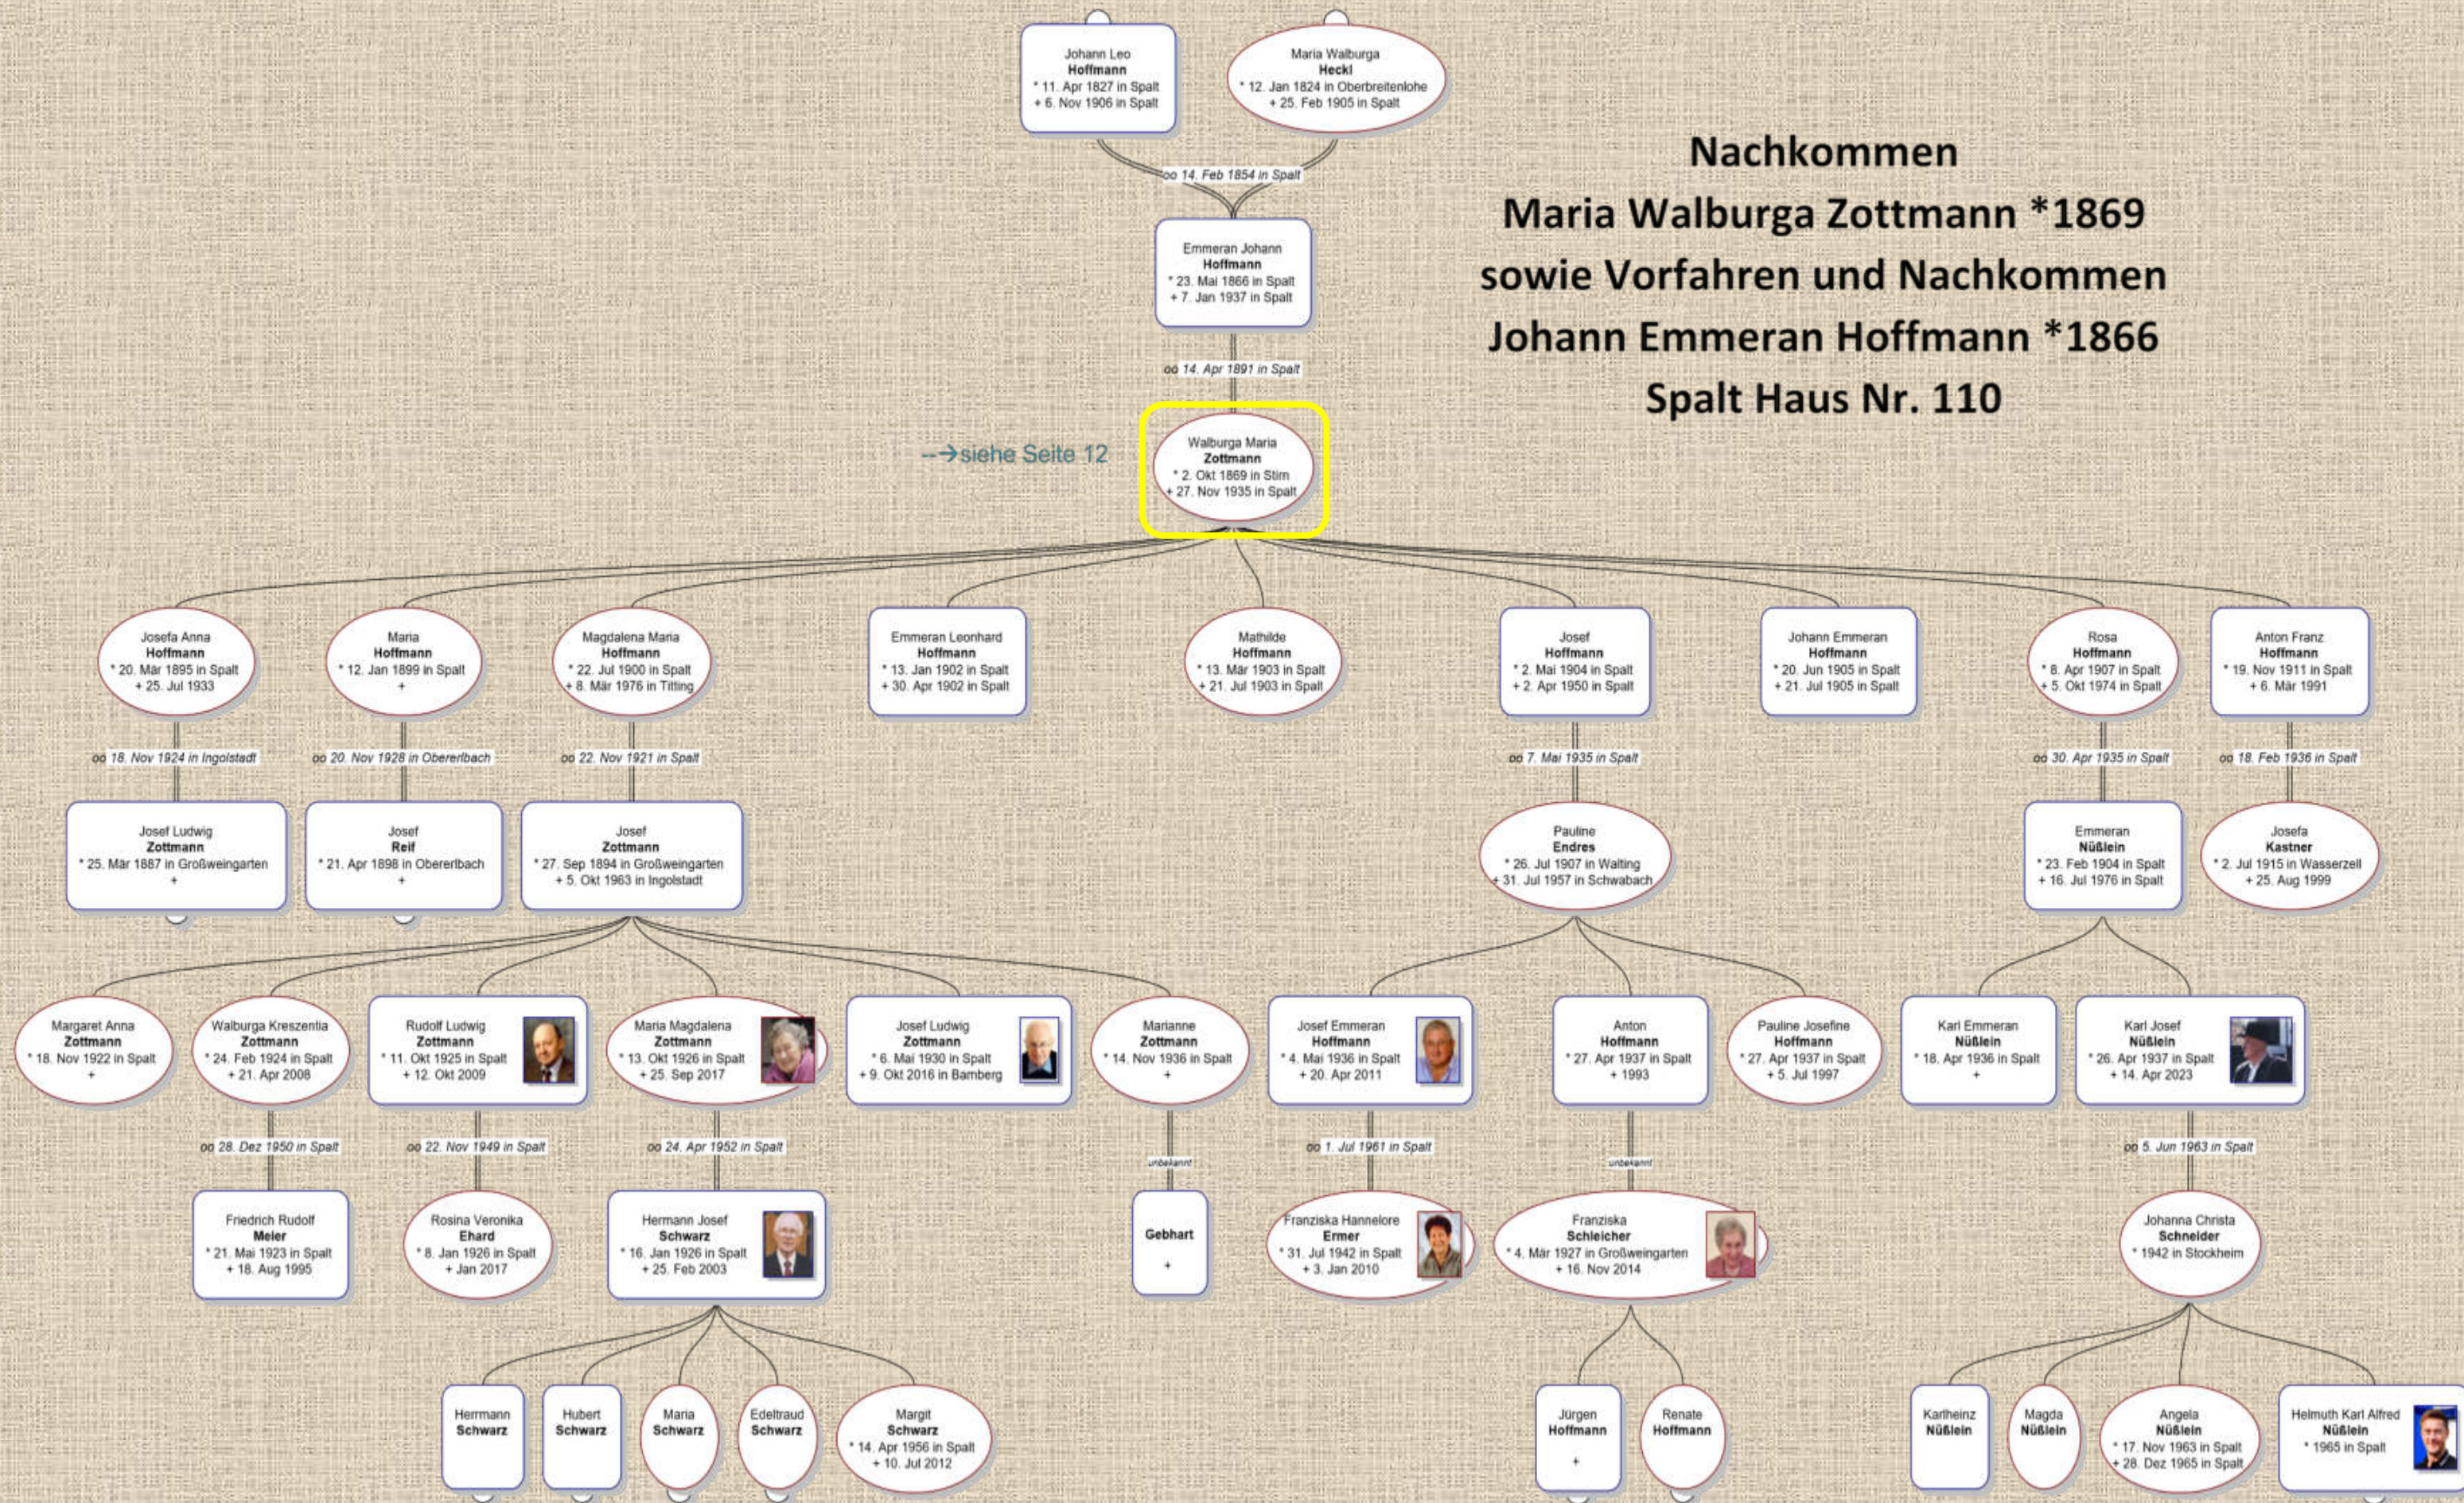 Johann Leo
Hoffmann
* 11. Apr 1827 in Spalt
+ 6. Nov 1906 in Spalt
Maria Walburga
Heckl
* 12. Jan 1824 in Oberbreitenlohe
+ 25. Feb 1905 in Spalt
oo 14. Feb 1854 in Spalt
Nachkommen
Maria Walburga Zottmann *1869
sowie Vorfahren und Nachkommen
Johann Emmeran Hoffmann *1866
Spalt Haus Nr. 110
Emmeran Johann
Hoffmann
* 23. Mai 1866 in Spalt
+ 7. Jan 1937 in Spalt
oo 14. Apr 1891 in Spalt
--→siehe Seite 12
Walburga Maria
Zottmann
* 2. Okt 1869 in Stirn
+ 27. Nov 1935 in Spalt
Josefa Anna
Hoffmann
* 20. Mär 1895 in Spalt
+ 25. Jul 1933
Maria
Hoffmann
* 12. Jan 1899 in Spalt
+
Magdalena Maria
Hoffmann
* 22. Jul 1900 in Spalt
+ 8. Mär 1976 in Titting
Emmeran Leonhard
Hoffmann
* 13. Jan 1902 in Spalt
+ 30. Apr 1902 in Spalt
Mathilde
Hoffmann
* 13. Mär 1903 in Spalt
+ 21. Jul 1903 in Spalt
Josef
Hoffmann
* 2. Mai 1904 in Spalt
+ 2. Apr 1950 in Spalt
Johann Emmeran
Hoffmann
* 20. Jun 1905 in Spalt
+ 21. Jul 1905 in Spalt
Rosa
Hoffmann
* 8. Apr 1907 in Spalt
+ 5. Okt 1974 in Spalt
Anton Franz
Hoffmann
* 19. Nov 1911 in Spalt
+ 6. Mär 1991
oo 18. Nov 1924 in Ingolstadt
oo 20. Nov 1928 in Obererlbach
oo 22. Nov 1921 in Spalt
oo 7. Mai 1935 in Spalt
oo 30. Apr 1935 in Spalt
oo 18. Feb 1936 in Spalt
Josef Ludwig
Zottmann
* 25. Mär 1887 in Großweingarten
+
Josef
Reif
* 21. Apr 1898 in Obererlbach
+
Josef
Zottmann
* 27. Sep 1894 in Großweingarten
+ 5. Okt 1963 in Ingolstadt
Pauline
Endres
* 26. Jul 1907 in Walting
+ 31. Jul 1957 in Schwabach
Emmeran
Nüßlein
* 23. Feb 1904 in Spalt
+ 16. Jul 1976 in Spalt
Josefa
Kastner
* 2. Jul 1915 in Wasserzell
+ 25. Aug 1999
Margaret Anna
Zottmann
* 18. Nov 1922 in Spalt
+
Walburga Kreszentia
Zottmann
* 24. Feb 1924 in Spalt
+ 21. Apr 2008
Rudolf Ludwig
Zottmann
* 11. Okt 1925 in Spalt
+ 12. Okt 2009
Maria Magdalena
Zottmann
* 13. Okt 1926 in Spalt
+ 25. Sep 2017
Josef Ludwig
Zottmann
* 6. Mai 1930 in Spalt
+ 9. Okt 2016 in Bamberg
Marianne
Zottmann
* 14. Nov 1936 in Spalt
+
Josef Emmeran
Hoffmann
* 4. Mai 1936 in Spalt
+ 20. Apr 2011
Anton
Hoffmann
* 27. Apr 1937 in Spalt
+ 1993
Pauline Josefine
Hoffmann
* 27. Apr 1937 in Spalt
+ 5. Jul 1997
Karl Emmeran
Nüßlein
* 18. Apr 1936 in Spalt
+
Karl Josef
Nüßlein
* 26. Apr 1937 in Spalt
+ 14. Apr 2023
oo 28. Dez 1950 in Spalt
oo 22. Nov 1949 in Spalt
oo 24. Apr 1952 in Spalt
unbekannt
oo 1. Jul 1961 in Spalt
unbekannt
oo 5. Jun 1963 in Spalt
Friedrich Rudolf
Meier
* 21. Mai 1923 in Spalt
+ 18. Aug 1995
Rosina Veronika
Ehard
* 8. Jan 1926 in Spalt
+ Jan 2017
Hermann Josef
Schwarz
* 16. Jan 1926 in Spalt
+ 25. Feb 2003
Gebhart
+
Franziska Hannelore
Ermer
* 31. Jul 1942 in Spalt
+ 3. Jan 2010
Franziska
Schleicher
* 4. Mär 1927 in Großweingarten
+ 16. Nov 2014
Johanna Christa
Schneider
* 1942 in Stockheim
Herrmann
Schwarz
Hubert
Schwarz
Maria
Schwarz
Edeltraud
Schwarz
Margit
Schwarz
* 14. Apr 1956 in Spalt
+ 10. Jul 2012
Jürgen
Hoffmann
+
Renate
Hoffmann
Karlheinz
Nüßlein
Magda
Nüßlein
Angela
Nüßlein
* 17. Nov 1963 in Spalt
+ 28. Dez 1965 in Spalt
Helmuth Karl Alfred
Nüßlein
* 1965 in Spalt